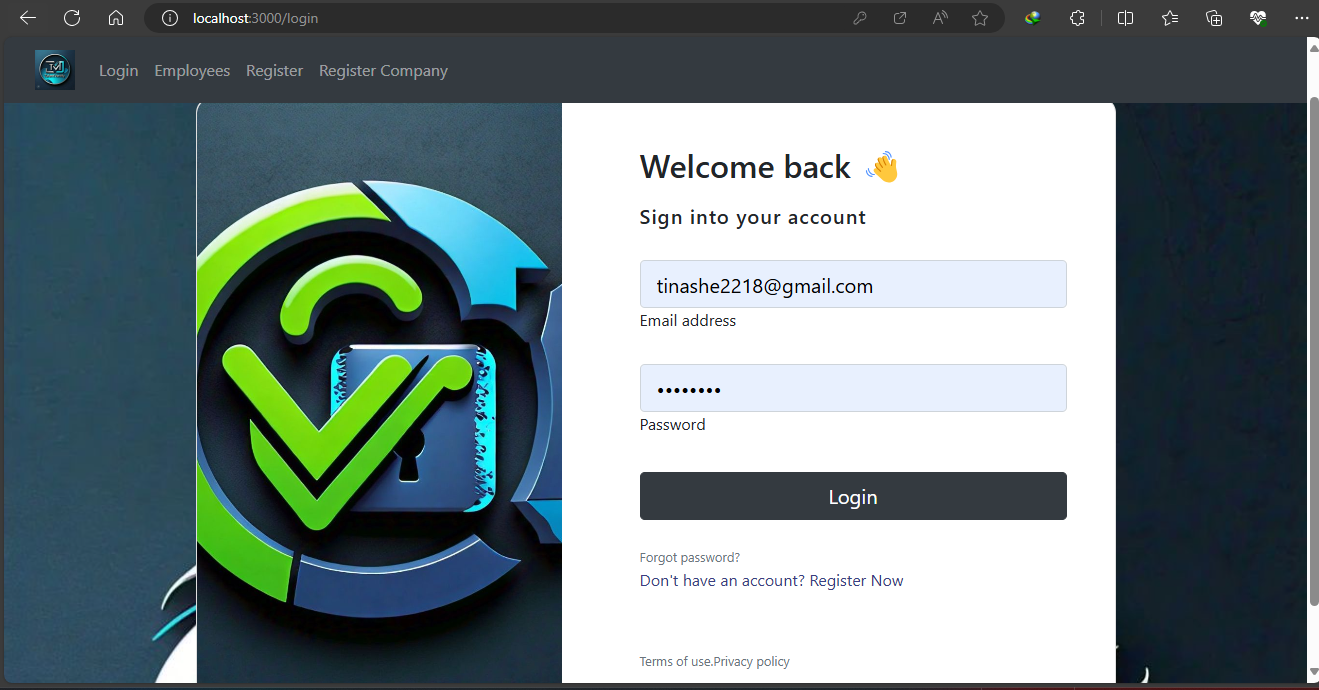 localhost:3000/login
Login Employees Register Register Company
Welcome back 👋
Sign into your account
tinashe2218@gmail.com
Email address
••••••••
Password
Login
Forgot password?
Don't have an account? Register Now
Terms of use.Privacy policy